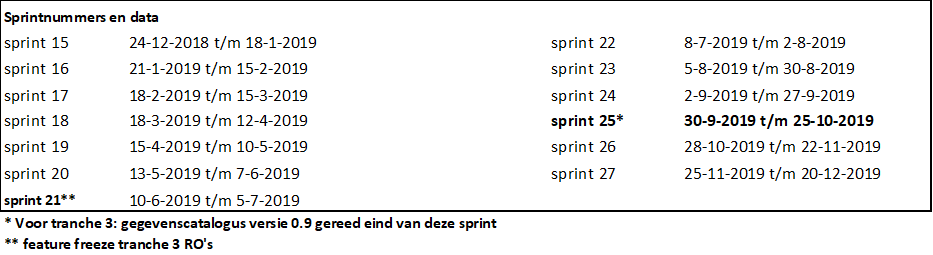 Sprintnummers en data
sprint 15 24-12-2018 t/m 18-1-2019 sprint 22 8-7-2019 t/m 2-8-2019
sprint 16 21-1-2019 t/m 15-2-2019 sprint 23 5-8-2019 t/m 30-8-2019
sprint 17 18-2-2019 t/m 15-3-2019 sprint 24 2-9-2019 t/m 27-9-2019
sprint 18 18-3-2019 t/m 12-4-2019 sprint 25* 30-9-2019 t/m 25-10-2019
sprint 19 15-4-2019 t/m 10-5-2019 sprint 26 28-10-2019 t/m 22-11-2019
sprint 20 13-5-2019 t/m 7-6-2019 sprint 27 25-11-2019 t/m 20-12-2019
sprint 21** 10-6-2019 t/m 5-7-2019
* Voor tranche 3: gegevenscatalogus versie 0.9 gereed eind van deze sprint
** feature freeze tranche 3 RO's